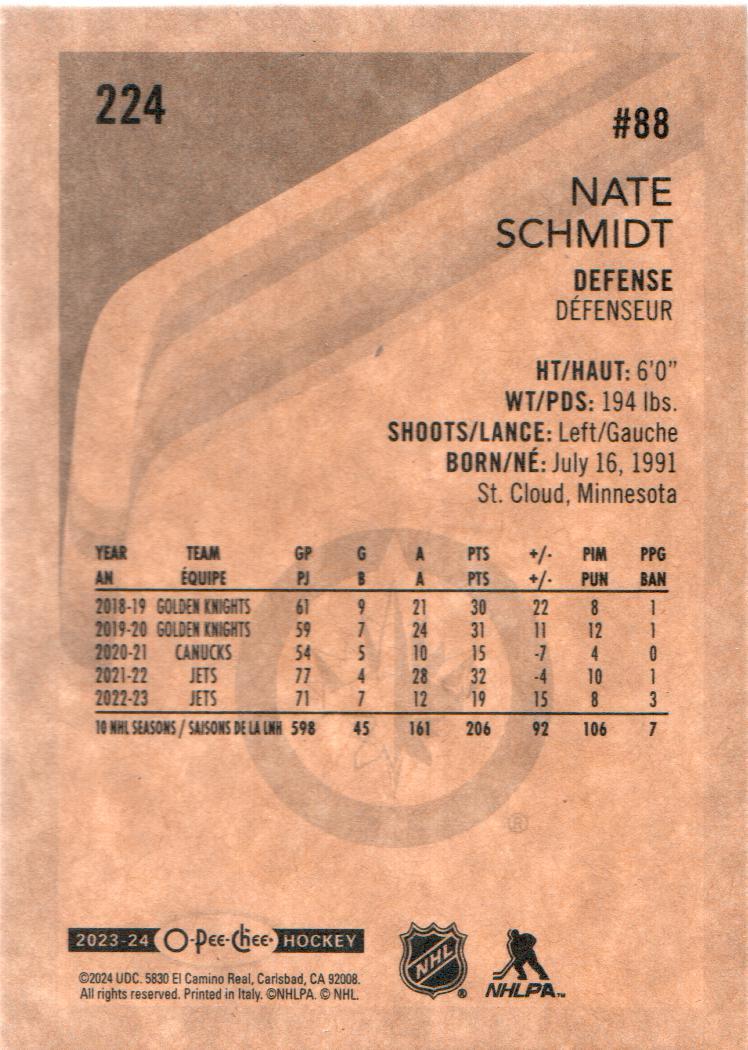 224
#88
NATE
SCHMIDT
DEFENSE
DÉFENSEUR
HT/HAUT: 6'0"
WT/PDS: 194 lbs.
SHOOTS/LANCE: Left/Gauche
BORN/NÉ: July 16, 1991
St. Cloud, Minnesota
YEAR TEAM GP G A PTS +/- PIM PPG
AN ÉQUIPE PJ B A PTS +/- PUN BAN
2018-19 GOLDEN KNIGHTS 61 9 21 30 22 8 1
2019-20 GOLDEN KNIGHTS 59 7 24 31 11 12 1
2020-21 CANUCKS 54 5 10 15 -7 4 0
2021-22 JETS 77 4 28 32 -4 10 1
2022-23 JETS 71 7 12 19 15 8 3
10 NHL SEASONS / SAISONS DE LA LNH 598 45 161 206 92 106 7
®
2023-24 O-Pee-Chee HOCKEY
NHL ®
NHLPA™
©2024 UDC. 5830 El Camino Real, Carlsbad, CA 92008.
All rights reserved. Printed in Italy. ©NHLPA. © NHL.